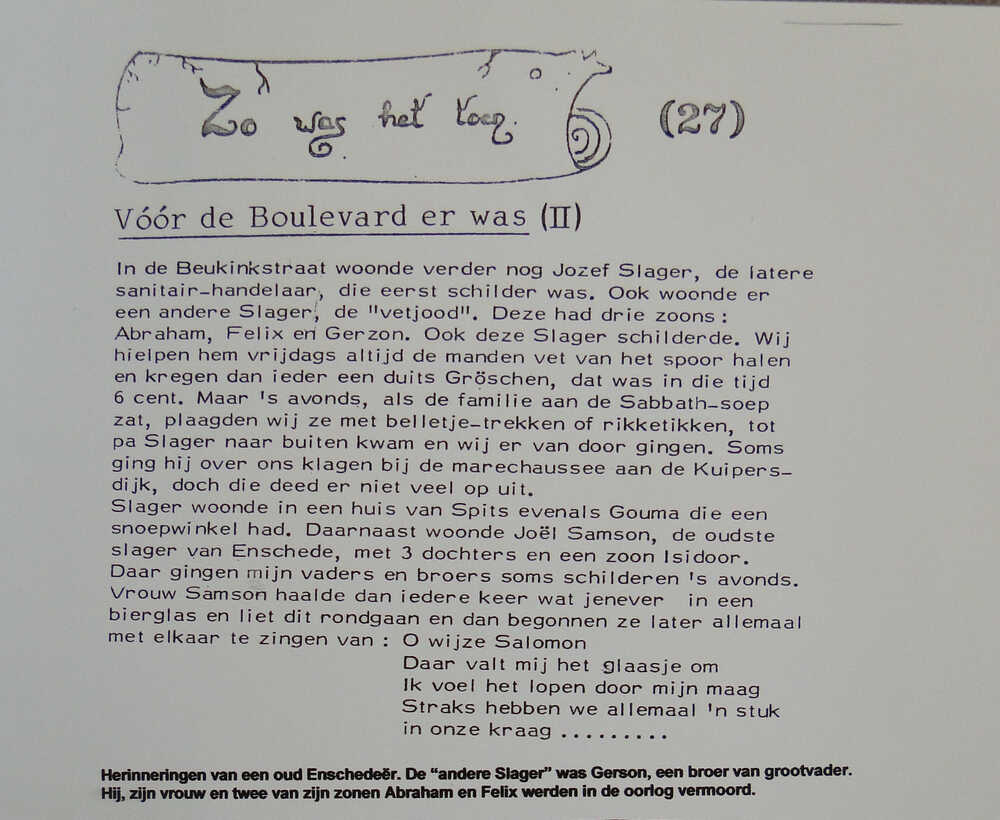 Zo was het toen. (27)
Vóór de Boulevard er was (II)
In de Beukinkstraat woonde verder nog Jozef Slager, de latere
sanitair-handelaar, die eerst schilder was. Ook woonde er
een andere Slager, de "vetjood". Deze had drie zoons :
Abraham, Felix en Gerzon. Ook deze Slager schilderde. Wij
hielpen hem vrijdags altijd de manden vet van het spoor halen
en kregen dan ieder een duits Gröschen, dat was in die tijd
6 cent. Maar 's avonds, als de familie aan de Sabbath-soep
zat, plaagden wij ze met belletje-trekken of rikketikken, tot
pa Slager naar buiten kwam en wij er van door gingen. Soms
ging hij over ons klagen bij de marechaussee aan de Kuipers-
dijk, doch die deed er niet veel op uit.
Slager woonde in een huis van Spits evenals Gouma die een
snoepwinkel had. Daarnaast woonde Joël Samson, de oudste
slager van Enschede, met 3 dochters en een zoon Isidoor.
Daar gingen mijn vaders en broers soms schilderen 's avonds.
Vrouw Samson haalde dan iedere keer wat jenever in een
bierglas en liet dit rondgaan en dan begonnen ze later allemaal
met elkaar te zingen van : O wijze Salomon
Daar valt mij het glaasje om
Ik voel het lopen door mijn maag
Straks hebben we allemaal 'n stuk
in onze kraag .........
Herinneringen van een oud Enschedeër. De “andere Slager” was Gerson, een broer van grootvader.
Hij, zijn vrouw en twee van zijn zonen Abraham en Felix werden in de oorlog vermoord.